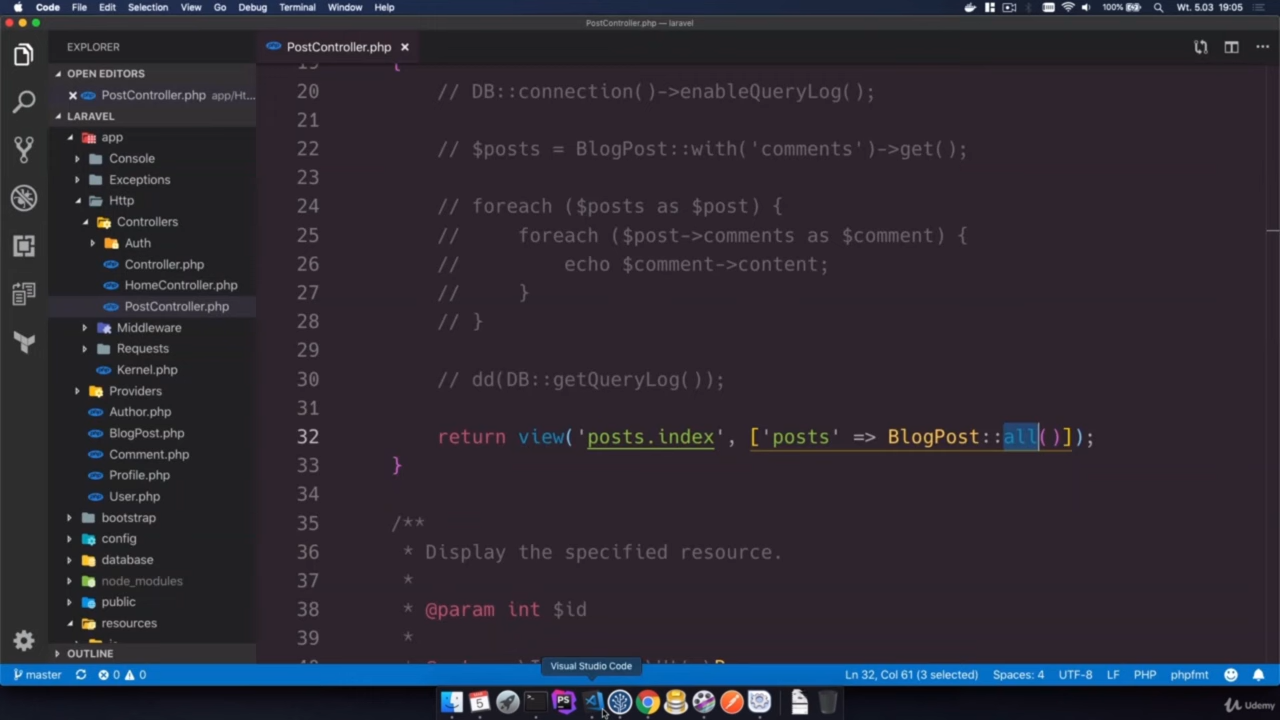 Code File Edit Selection View Go Debug Terminal Window Help 100% Wt. 5.03 19:05
PostController.php — laravel
EXPLORER
OPEN EDITORS
PostController.php app/Htt...
LARAVEL
app
Console
Exceptions
Http
Controllers
Auth
Controller.php
HomeController.php
PostController.php
Middleware
Requests
Kernel.php
Providers
Author.php
BlogPost.php
Comment.php
Profile.php
User.php
bootstrap
config
database
node_modules
public
resources
OUTLINE
PostController.php
19 {
20 // DB::connection()->enableQueryLog();
21
22 // $posts = BlogPost::with('comments')->get();
23
24 // foreach ($posts as $post) {
25 //     foreach ($post->comments as $comment) {
26 //         echo $comment->content;
27 //     }
28 // }
29
30 // dd(DB::getQueryLog());
31
32 return view('posts.index', ['posts' => BlogPost::all()]);
33 }
34
35 /**
36 * Display the specified resource.
37 *
38 * @param int $id
39 *
Visual Studio Code
master 0 0 Ln 32, Col 61 (3 selected) Spaces: 4 UTF-8 LF PHP phpfmt
5
PS
Udemy